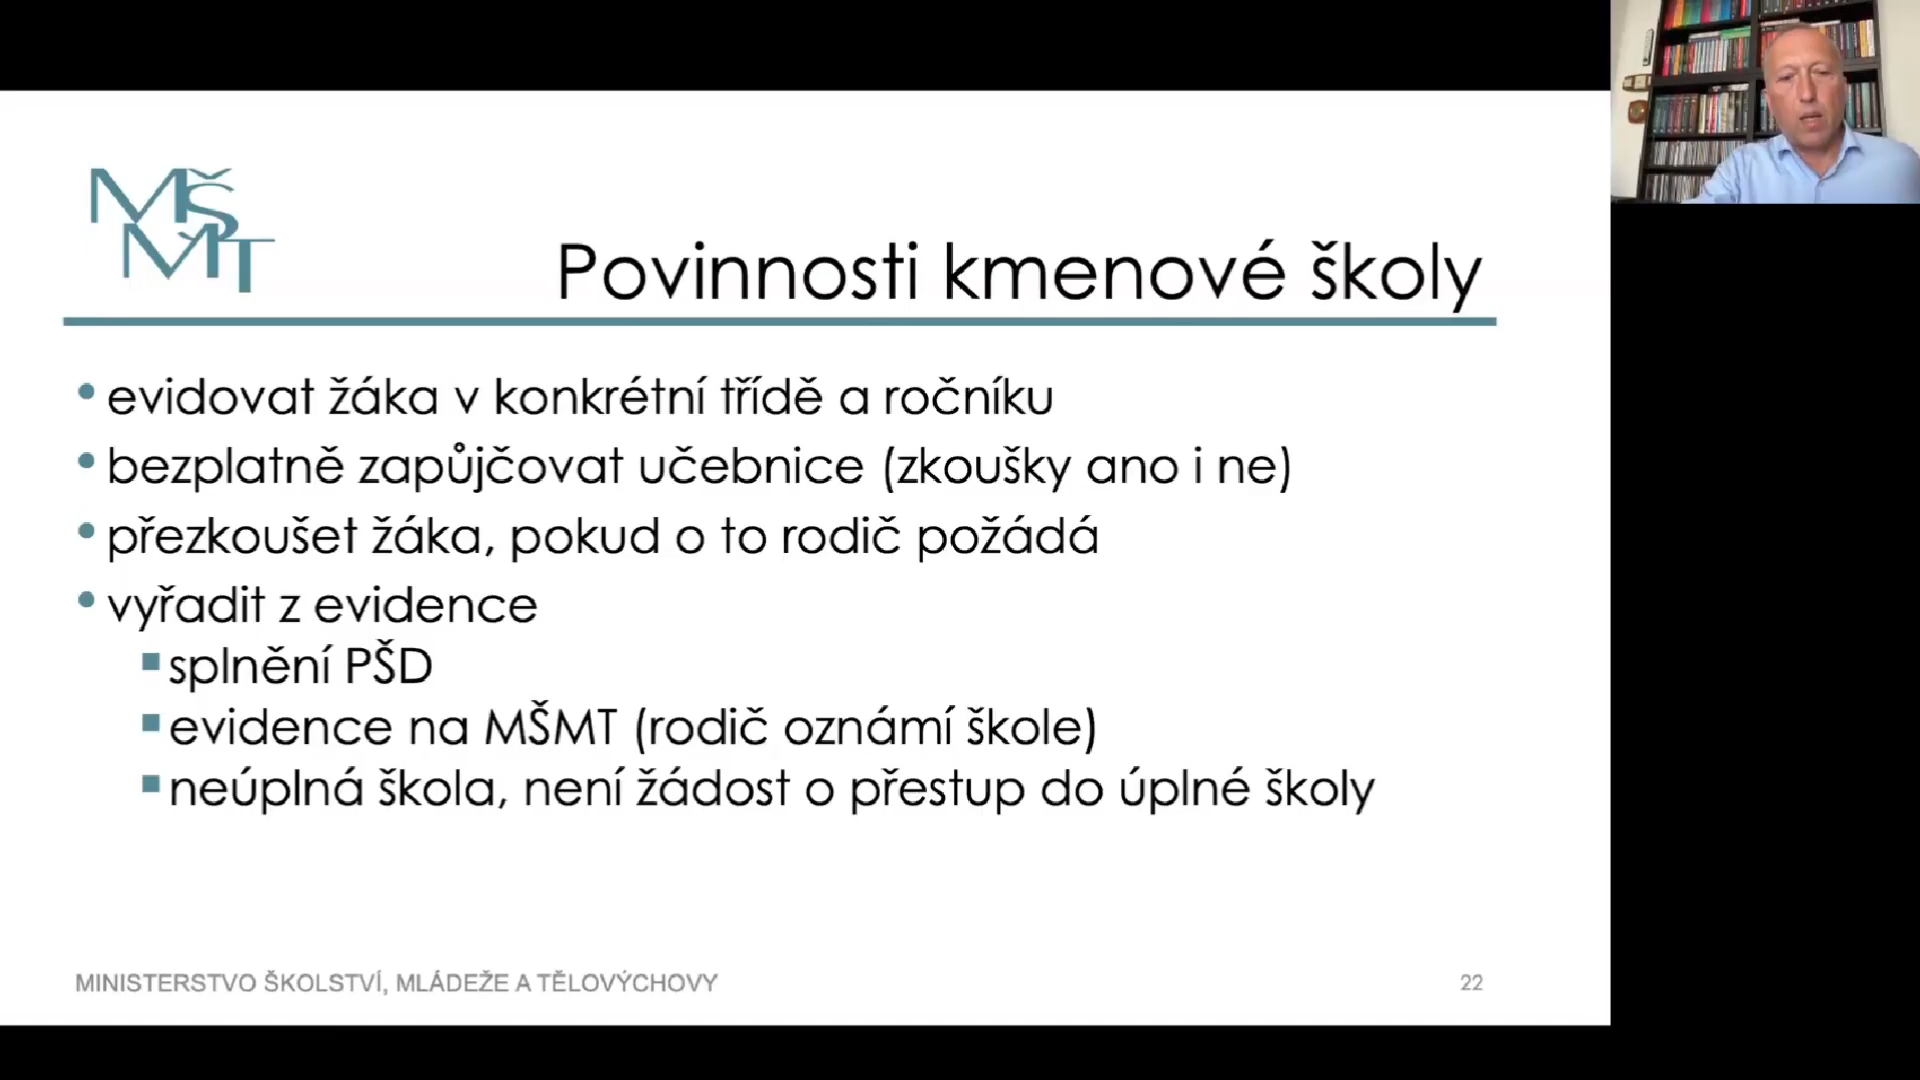 MŠ
MT
Povinnosti kmenové školy
• evidovat žáka v konkrétní třídě a ročníku
• bezplatně zapůjčovat učebnice (zkoušky ano i ne)
• přezkoušet žáka, pokud o to rodič požádá
• vyřadit z evidence
▪ splnění PŠD
▪ evidence na MŠMT (rodič oznámí škole)
▪ neúplná škola, není žádost o přestup do úplné školy
MINISTERSTVO ŠKOLSTVÍ, MLÁDEŽE A TĚLOVÝCHOVY
22